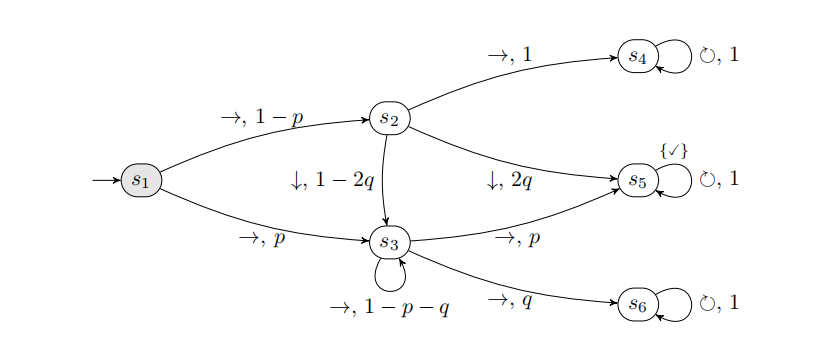 →, 1
s₄
↻, 1
→, 1 − p
s₂
{✓}
s₁
↓, 1 − 2q
↓, 2q
s₅
↻, 1
→, p
s₃
→, p
→, 1 − p − q
→, q
s₆
↻, 1